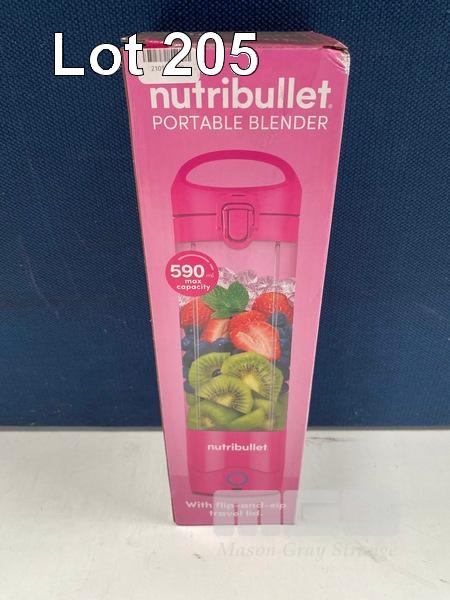 Lot 205
nutribullet.
PORTABLE BLENDER
590 ml
max
capacity
nutribullet
With flip-and-sip
travel lid.
Mason Gray Strange